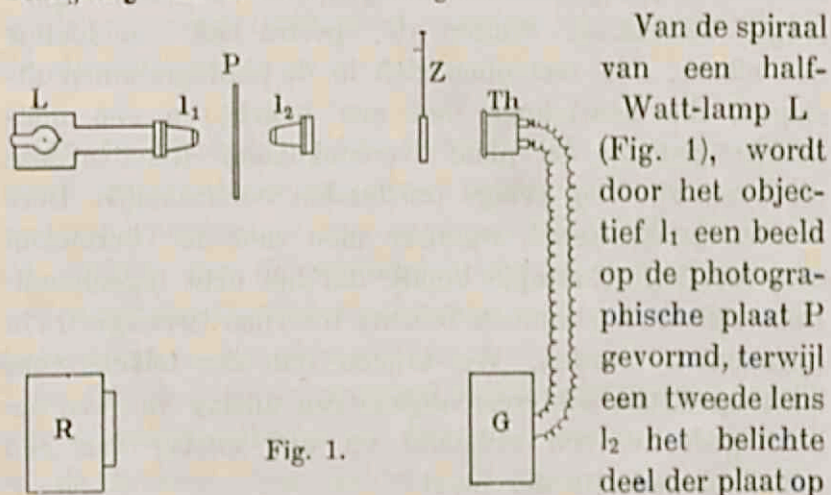 Van de spiraal
van een half-
Watt-lamp L
(Fig. 1), wordt
door het objec-
tief l₁ een beeld
op de photogra-
phische plaat P
gevormd, terwijl
een tweede lens
l₂ het belichte
deel der plaat op
L
l₁
P
l₂
Z
Th
R
Fig. 1.
G